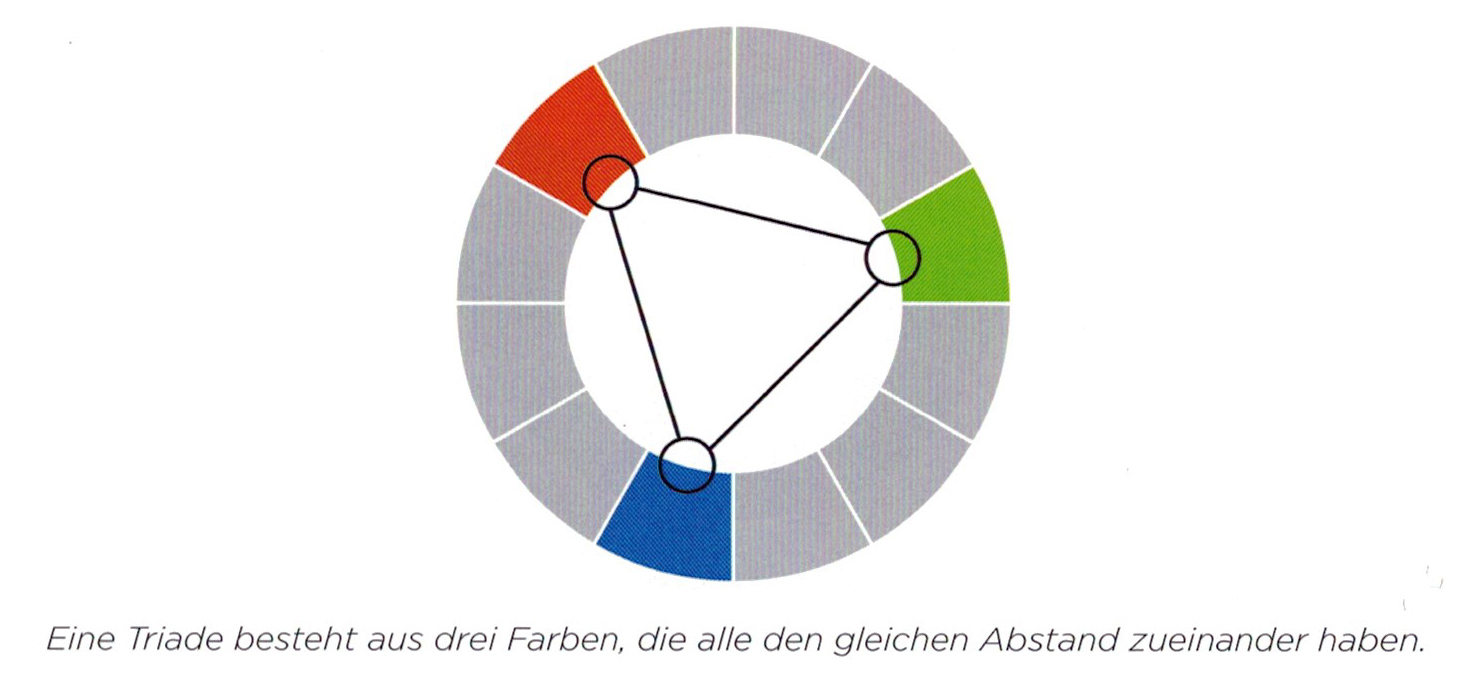 Eine Triade besteht aus drei Farben, die alle den gleichen Abstand zueinander haben.